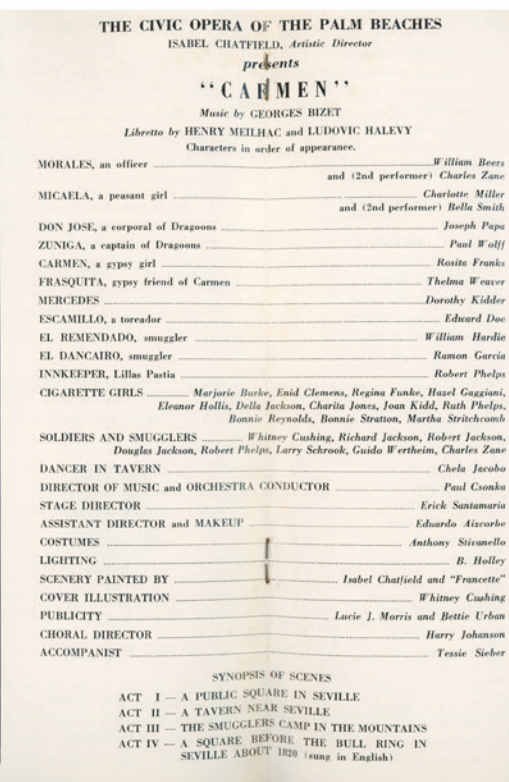 THE CIVIC OPERA OF THE PALM BEACHES
ISABEL CHATFIELD, Artistic Director
presents
"CARMEN"
Music by GEORGES BIZET
Libretto by HENRY MEILHAC and LUDOVIC HALEVY
Characters in order of appearance.
MORALES, an officer William Beers
and (2nd performer) Charles Zane
MICAELA, a peasant girl Charlotte Miller
and (2nd performer) Bella Smith
DON JOSE, a corporal of Dragoons Joseph Papa
ZUNIGA, a captain of Dragoons Paul Wolff
CARMEN, a gypsy girl Rosita Franks
FRASQUITA, gypsy friend of Carmen Thelma Weaver
MERCEDES Dorothy Kidder
ESCAMILLO, a toreador Edward Doe
EL REMENDADO, smuggler William Hardie
EL DANCAIRO, smuggler Ramon Garcia
INNKEEPER, Lillas Pastia Robert Phelps
CIGARETTE GIRLS Marjorie Burke, Enid Clemens, Regina Funke, Hazel Gaggiani,
Eleanor Hollis, Della Jackson, Charita Jones, Joan Kidd, Ruth Phelps,
Bonnie Reynolds, Bonnie Stratton, Martha Stritchcomb
SOLDIERS AND SMUGGLERS Whitney Cushing, Richard Jackson, Robert Jackson,
Douglas Jackson, Robert Phelps, Larry Schrook, Guido Wertheim, Charles Zane
DANCER IN TAVERN Chela Jacobo
DIRECTOR OF MUSIC and ORCHESTRA CONDUCTOR Paul Csonka
STAGE DIRECTOR Erick Santamaria
ASSISTANT DIRECTOR and MAKEUP Eduardo Aizcorbe
COSTUMES Anthony Stivanello
LIGHTING B. Holley
SCENERY PAINTED BY Isabel Chatfield and "Francette"
COVER ILLUSTRATION Whitney Cushing
PUBLICITY Lucie J. Morris and Bettie Urban
CHORAL DIRECTOR Harry Johanson
ACCOMPANIST Tessie Sieber
SYNOPSIS OF SCENES
ACT I — A PUBLIC SQUARE IN SEVILLE
ACT II — A TAVERN NEAR SEVILLE
ACT III — THE SMUGGLERS CAMP IN THE MOUNTAINS
ACT IV — A SQUARE BEFORE THE BULL RING IN
SEVILLE ABOUT 1820 (sung in English)